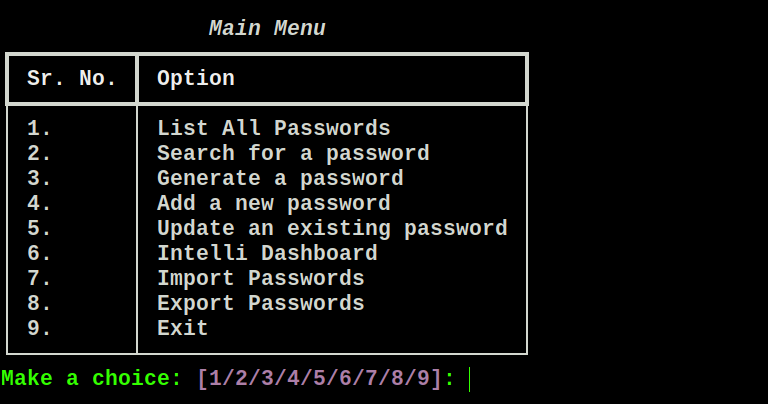 Main Menu
Sr. No. Option
1. List All Passwords
2. Search for a password
3. Generate a password
4. Add a new password
5. Update an existing password
6. Intelli Dashboard
7. Import Passwords
8. Export Passwords
9. Exit
Make a choice: [1/2/3/4/5/6/7/8/9]: